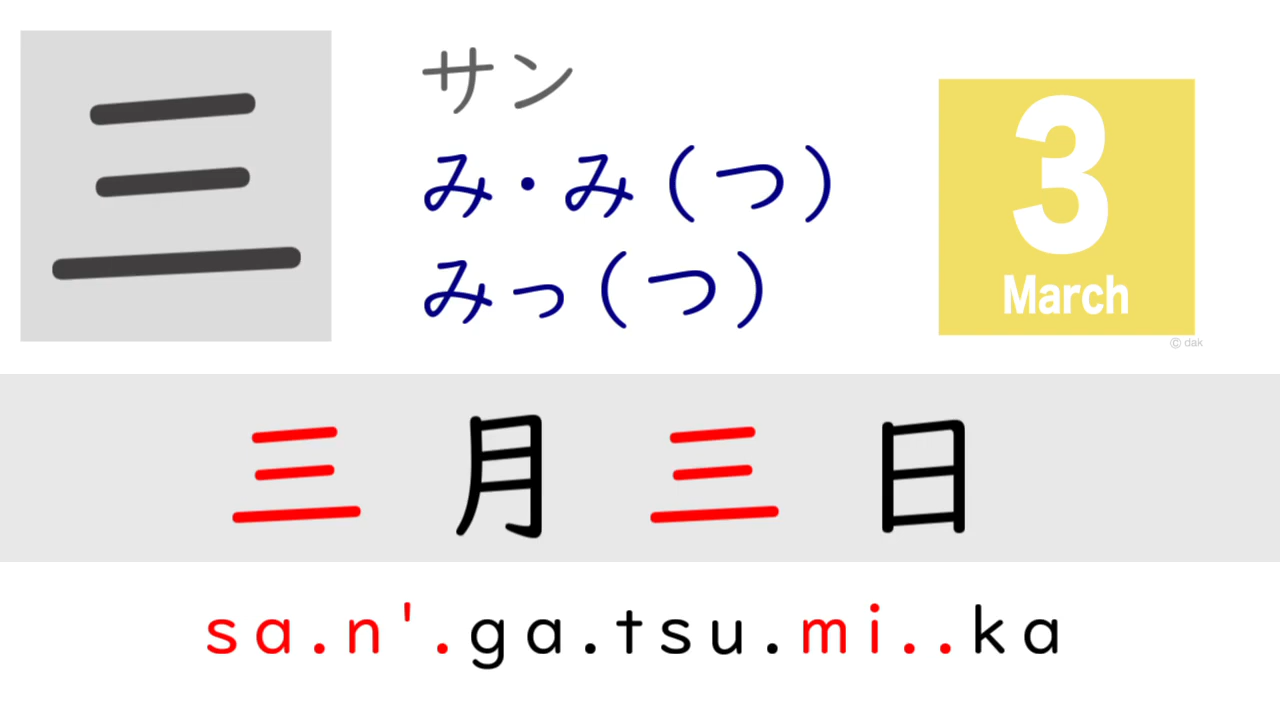 三
サン
み・み(つ)
みっ(つ)
3
March
© dak
三月三日
sa.n'.ga.tsu.mi..ka